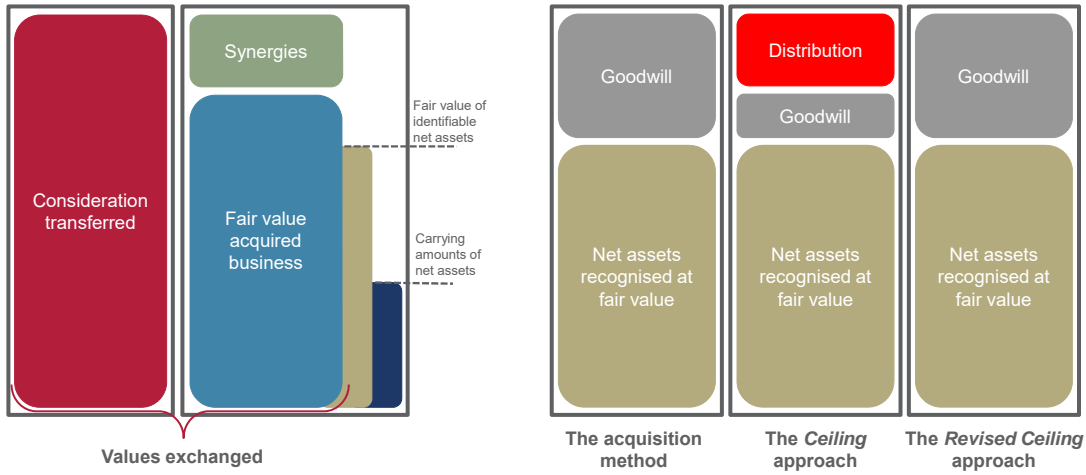 Consideration
transferred
Synergies
Fair value
acquired
business
Fair value of
identifiable
net assets
Carrying
amounts of
net assets
Values exchanged
Goodwill
Net assets
recognised at
fair value
The acquisition
method
Distribution
Goodwill
Net assets
recognised at
fair value
The Ceiling
approach
Goodwill
Net assets
recognised at
fair value
The Revised Ceiling
approach